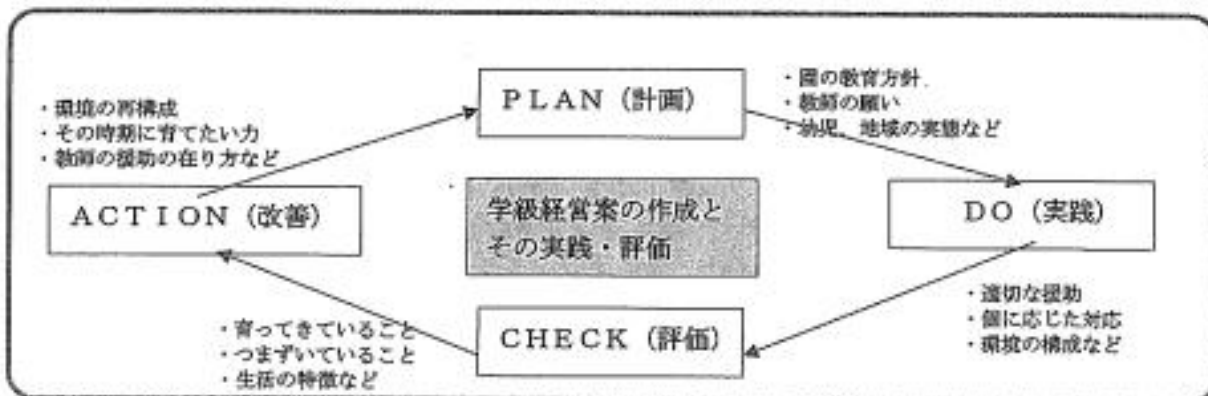 PLAN（計画）
・園の教育方針
・教師の願い
・幼児、地域の実態など
DO（実践）
・適切な援助
・個に応じた対応
・環境の構成など
CHECK（評価）
・育ってきていること
・つまずいていること
・生活の特徴など
ACTION（改善）
・環境の再構成
・その時期に育てたい力
・教師の援助の在り方など
学級経営案の作成と
その実践・評価